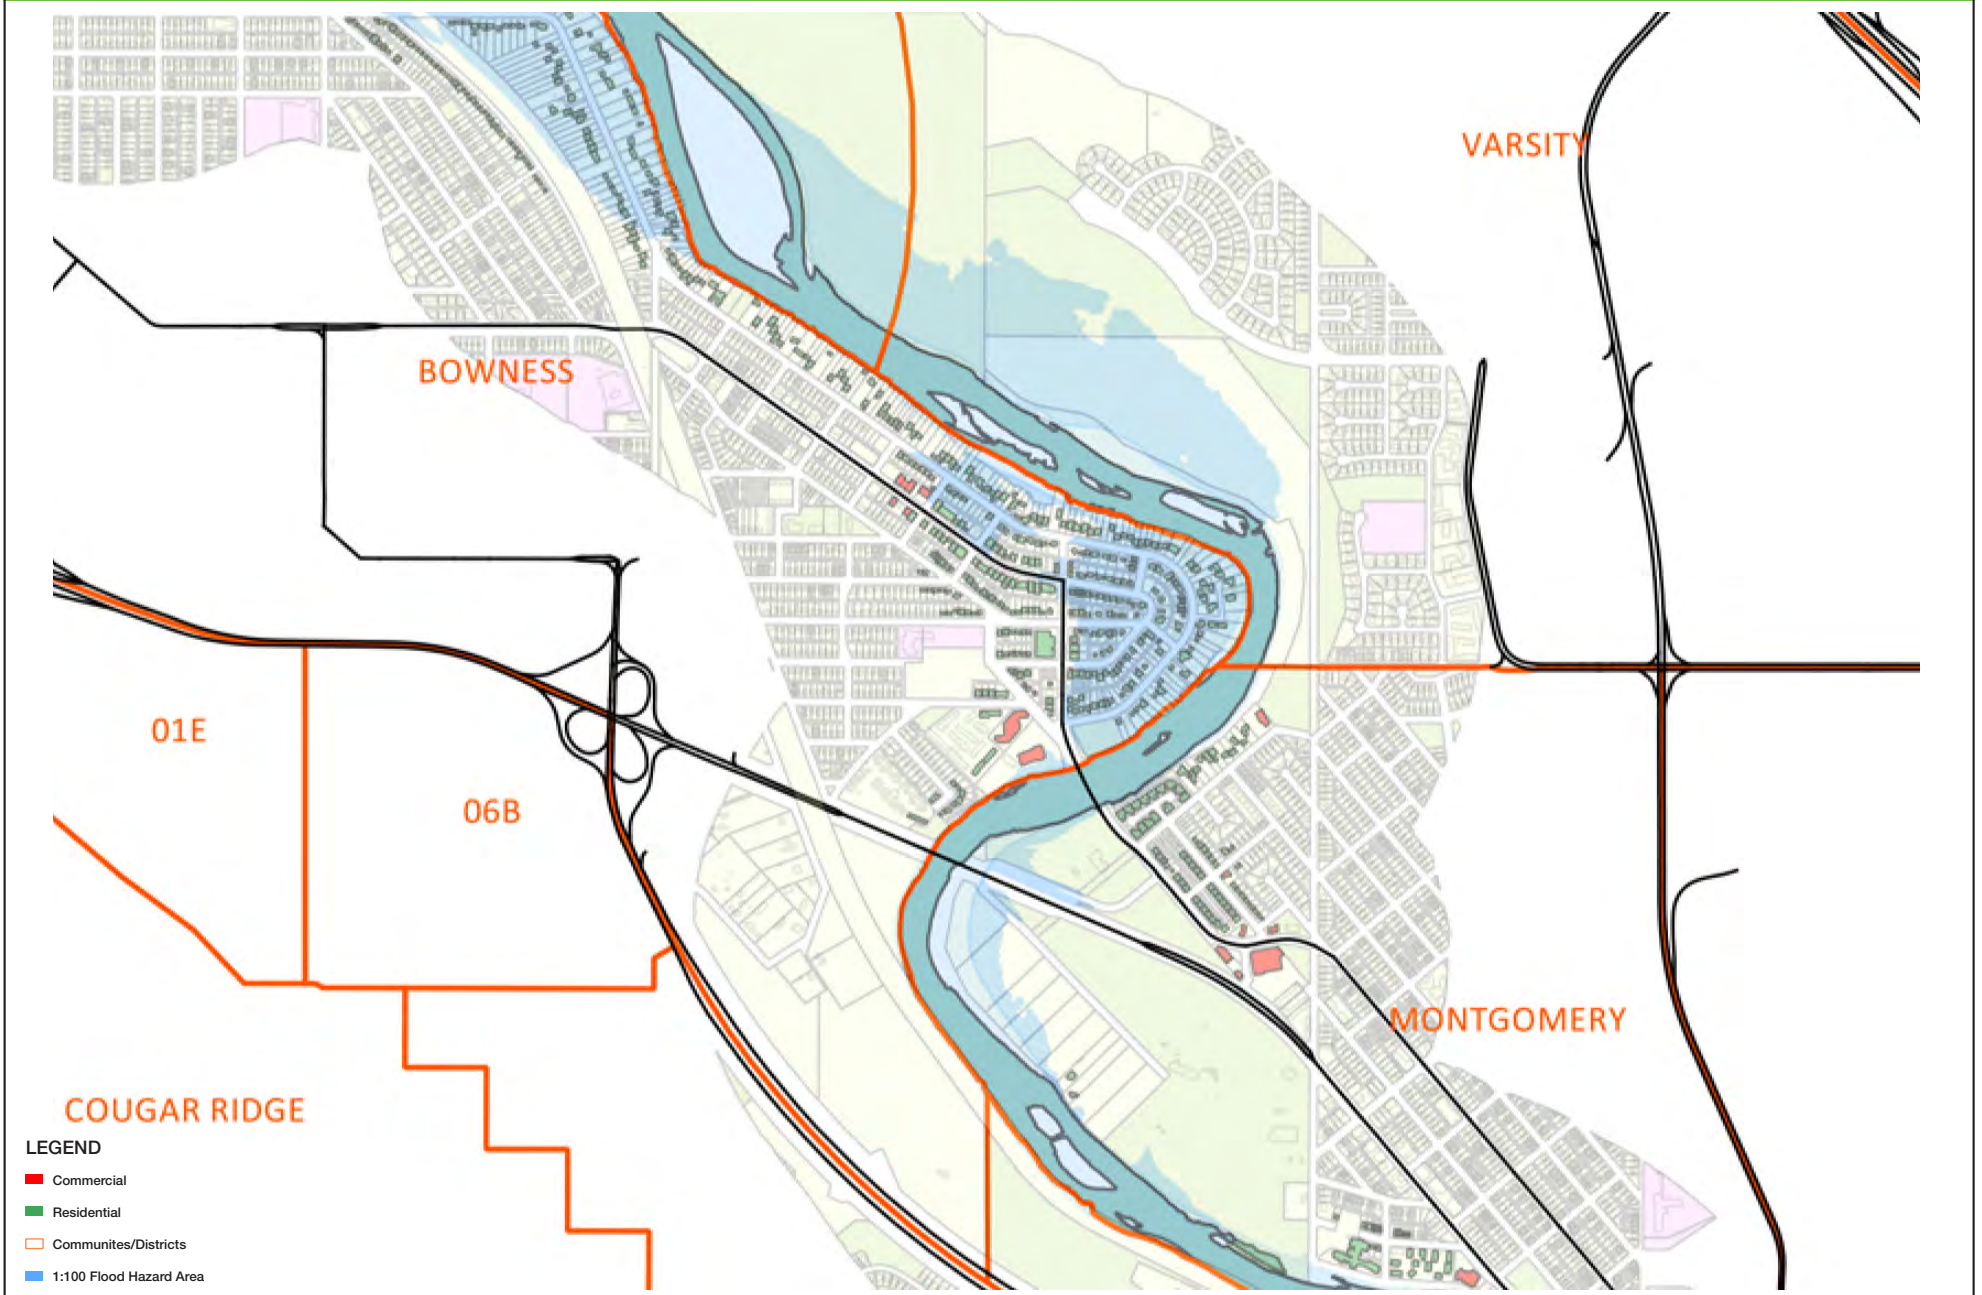 VARSITY
BOWNESS
01E
06B
MONTGOMERY
COUGAR RIDGE
LEGEND
Commercial
Residential
Communites/Districts
1:100 Flood Hazard Area